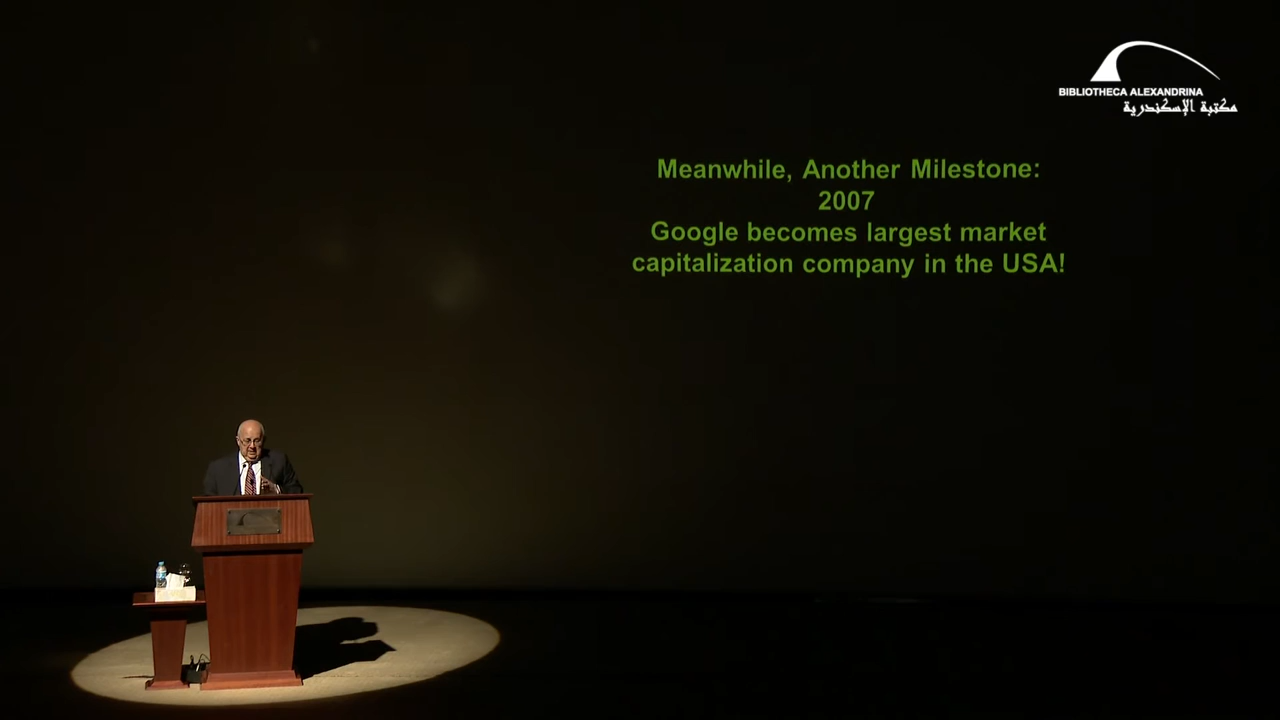 BIBLIOTHECA ALEXANDRINA
مكتبة الإسكندرية
Meanwhile, Another Milestone:
2007
Google becomes largest market
capitalization company in the USA!